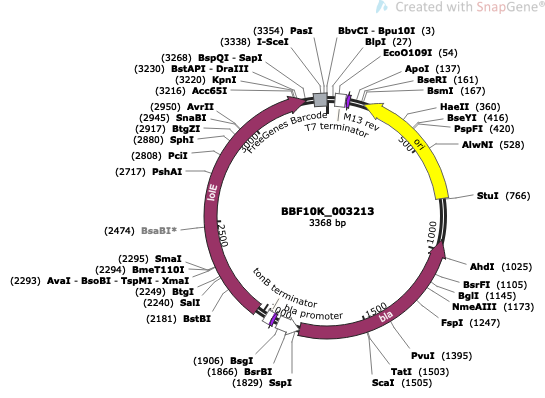 Created with SnapGene®
(3354) PasI
(3338) I-SceI
(3268) BspQI - SapI
(3230) BstAPI - DraIII
(3220) KpnI
(3216) Acc65I
(2950) AvrII
(2945) SnaBI
(2917) BtgZI
(2880) SphI
(2808) PciI
(2717) PshAI
(2474) BsaBI*
(2295) SmaI
(2294) BmeT110I
(2293) AvaI - BsoBI - TspMI - XmaI
(2249) BtgI
(2240) SalI
(2181) BstBI
(1906) BsgI
(1866) BsrBI
(1829) SspI
BbvCI - Bpu10I (3)
BlpI (27)
EcoO109I (54)
ApoI (137)
BseRI (161)
BsmI (167)
HaeII (360)
BseYI (416)
PspFI (420)
AlwNI (528)
StuI (766)
AhdI (1025)
BsrFI (1105)
BglI (1145)
NmeAIII (1173)
FspI (1247)
PvuI (1395)
TatI (1503)
ScaI (1505)
FreeGenes Barcode
T7 terminator
M13 rev
ori
bla
bla promoter
tonB terminator
lolE
500
1000
1500
2000
2500
3000
BBF10K_003213
3368 bp